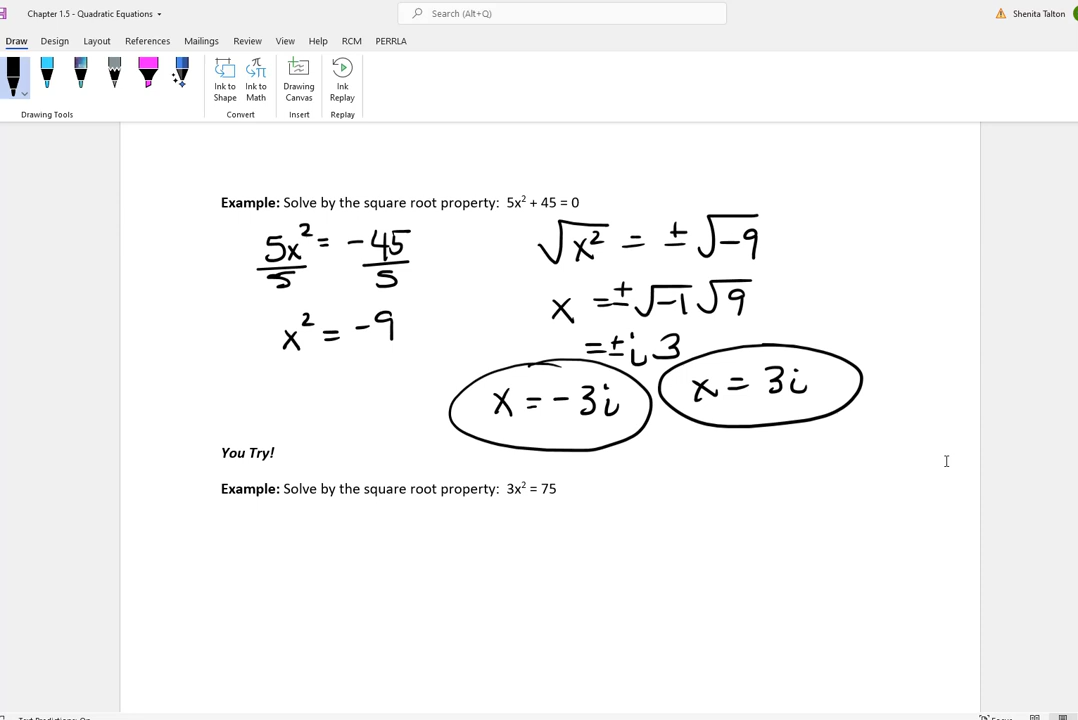 Chapter 1.5 - Quadratic Equations
Search (Alt+Q)
Shenita Talton
Draw Design Layout References Mailings Review View Help RCM PERRLA
Ink to Shape
Ink to Math
Drawing Canvas
Ink Replay
Drawing Tools Convert Insert Replay
Example: Solve by the square root property: 5x² + 45 = 0
5x² = -45
5 5
x² = -9
√x² = ± √-9
x = ± √-1 √9
= ± i 3
x = -3i x = 3i
You Try!
Example: Solve by the square root property: 3x² = 75